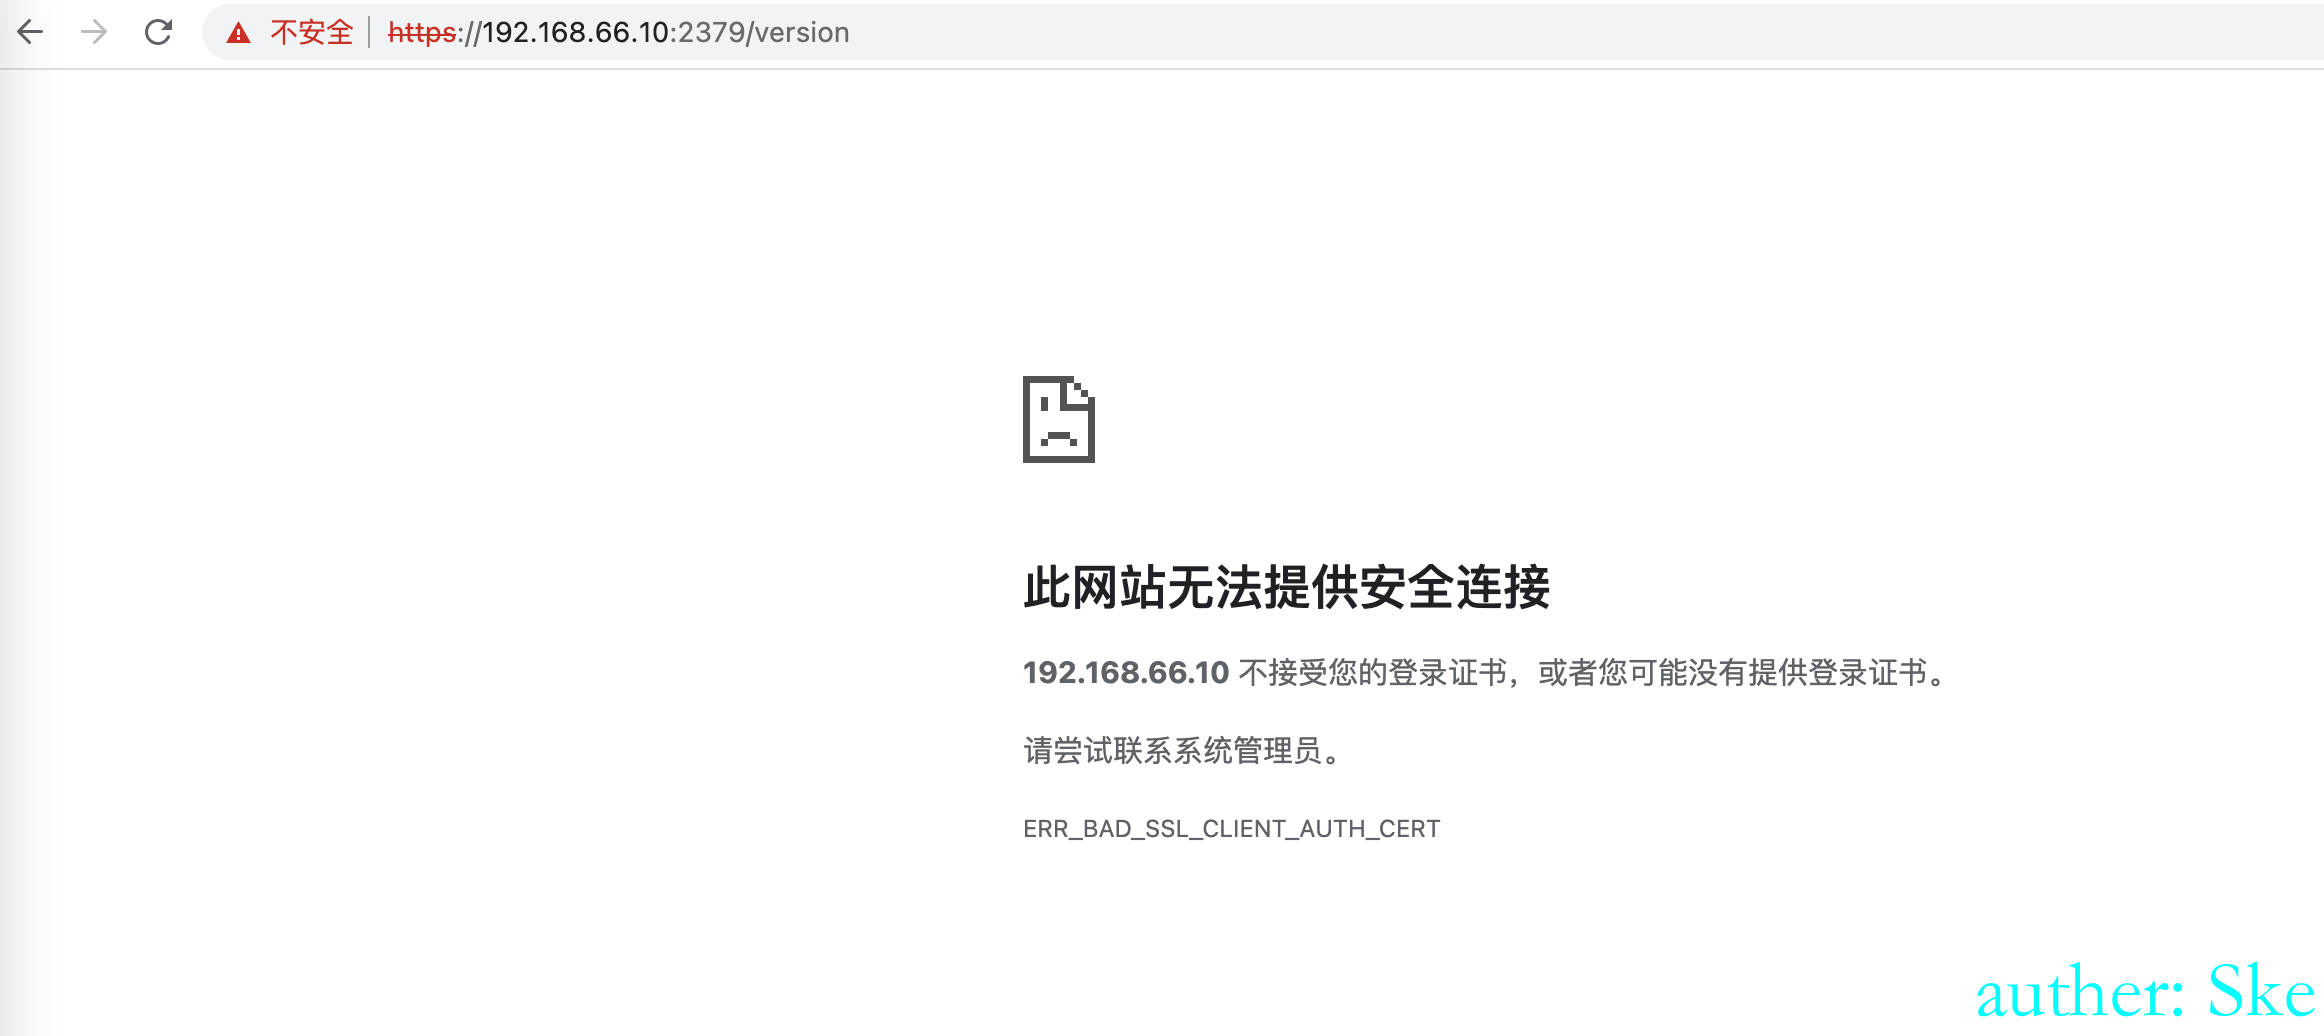 不安全 https://192.168.66.10:2379/version
此网站无法提供安全连接
192.168.66.10 不接受您的登录证书，或者您可能没有提供登录证书。
请尝试联系系统管理员。
ERR_BAD_SSL_CLIENT_AUTH_CERT
auther: Ske